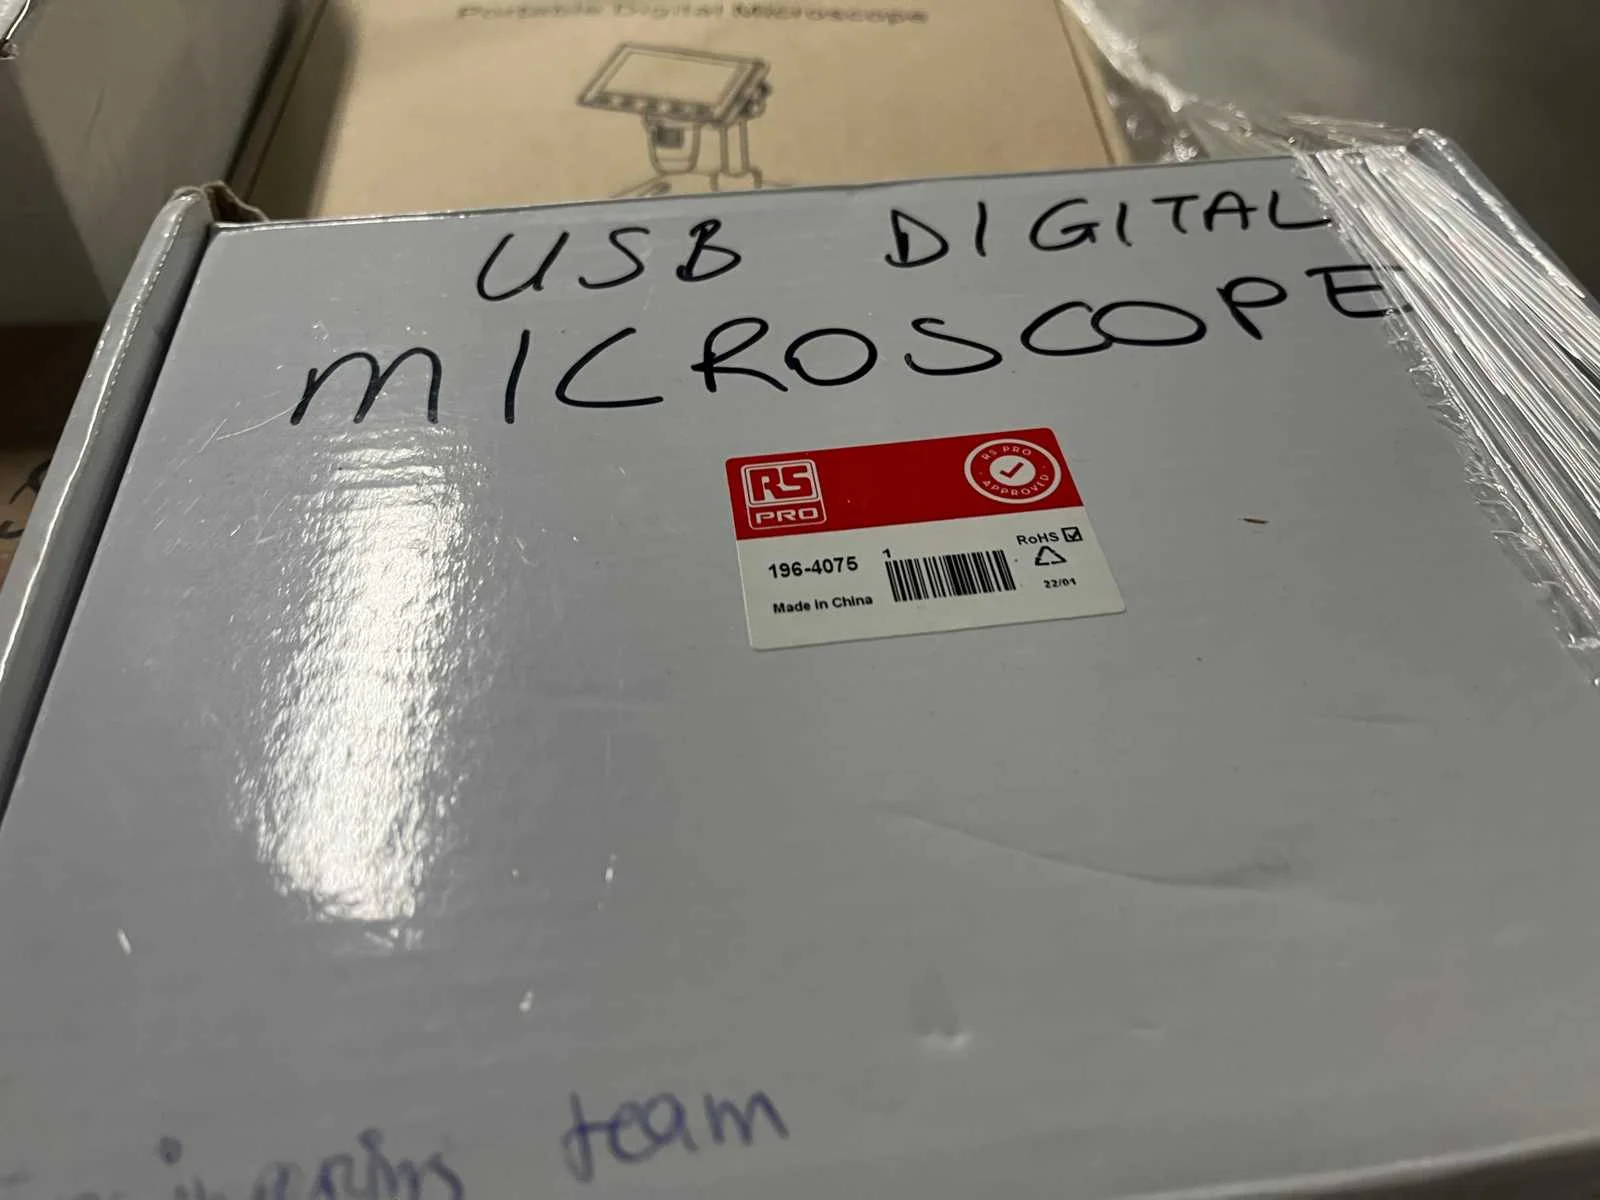 Portable Digital Microscope
USB DIGITAL
MICROSCOPE
RS
PRO
RS PRO
APPROVED
RoHS
196-4075
1
22/01
Made in China
team